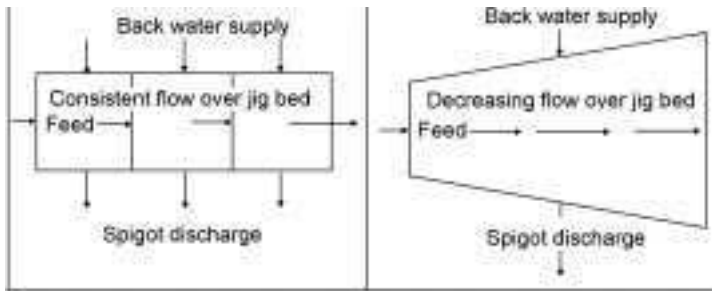 Back water supply
Consistent flow over jig bed
Feed
Spigot discharge
Back water supply
Decreasing flow over jig bed
Feed
Spigot discharge